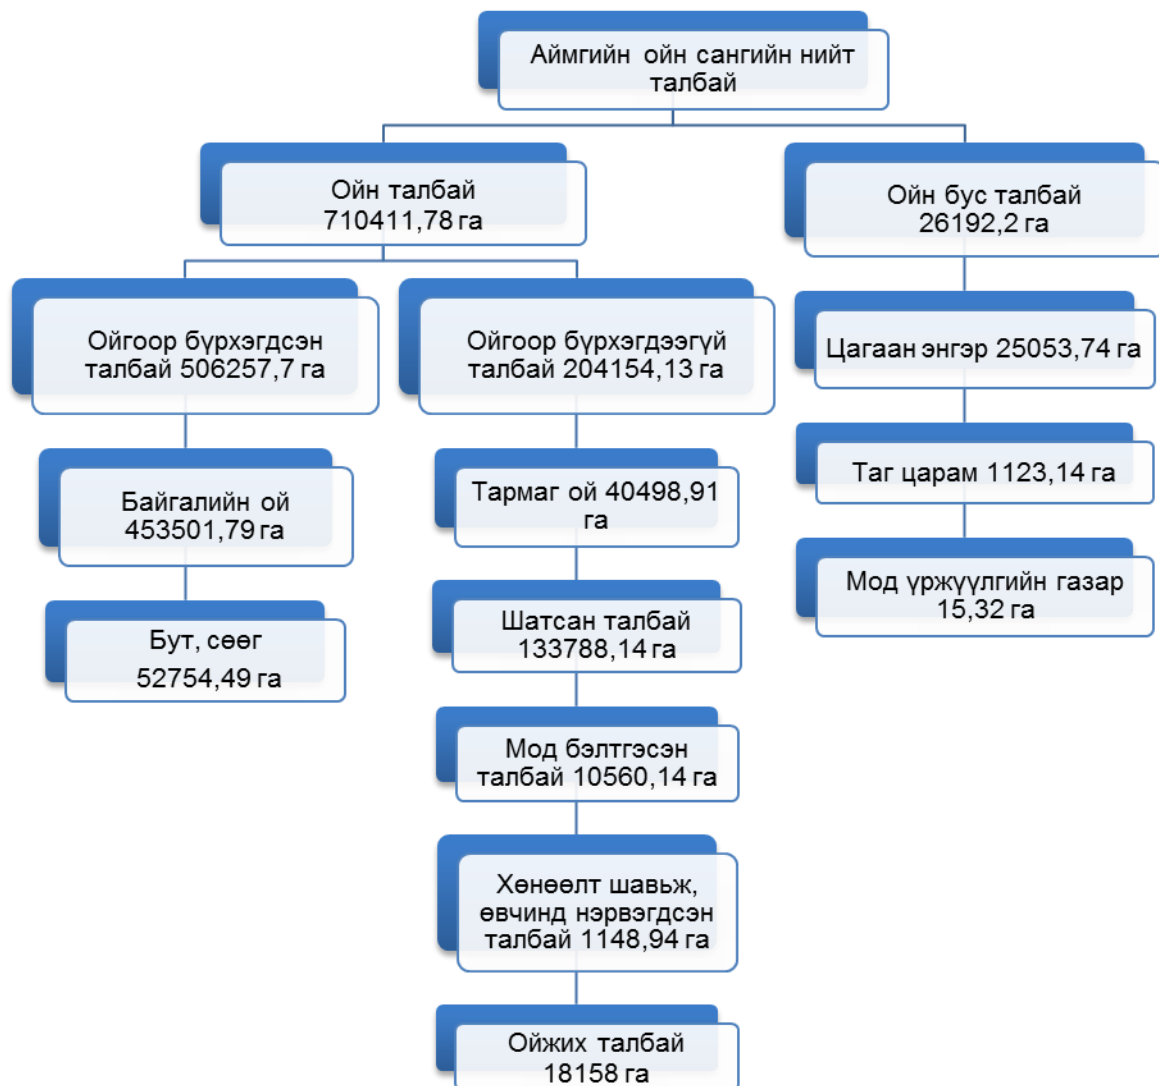 Аймгийн ойн сангийн нийт
талбай
Ойн талбай
710411,78 га
Ойн бус талбай
26192,2 га
Ойгоор бүрхэгдсэн
талбай 506257,7 га
Ойгоор бүрхэгдээгүй
талбай 204154,13 га
Цагаан энгэр 25053,74 га
Байгалийн ой
453501,79 га
Тармаг ой 40498,91
га
Таг царам 1123,14 га
Бут, сөөг
52754,49 га
Шатсан талбай
133788,14 га
Мод үржүүлгийн газар
15,32 га
Мод бэлтгэсэн
талбай 10560,14 га
Хөнөөлт шавьж,
өвчинд нэрвэгдсэн
талбай 1148,94 га
Ойжих талбай
18158 га